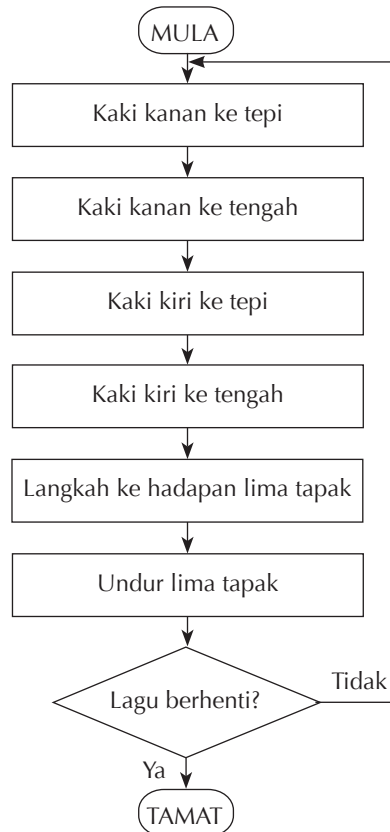 MULA
Kaki kanan ke tepi
Kaki kanan ke tengah
Kaki kiri ke tepi
Kaki kiri ke tengah
Langkah ke hadapan lima tapak
Undur lima tapak
Lagu berhenti?
Tidak
Ya
TAMAT